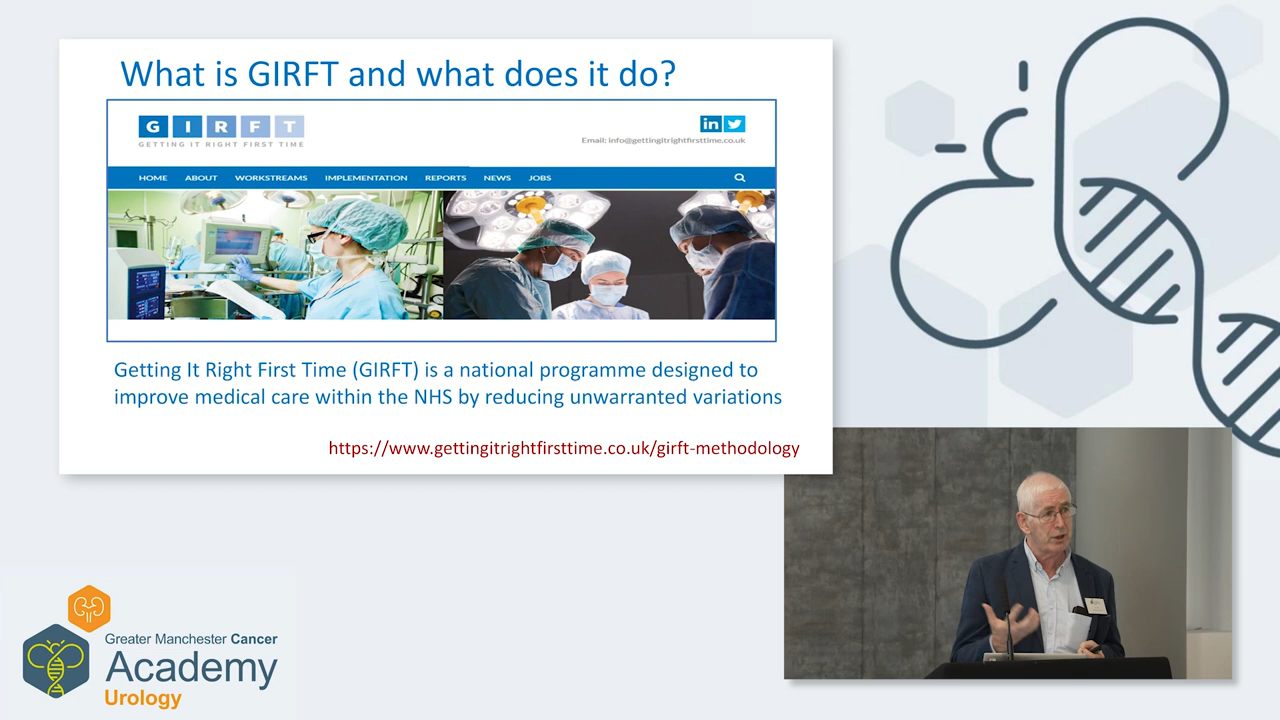 What is GIRFT and what does it do?
G I R F T
GETTING IT RIGHT FIRST TIME
in
Email: info@gettingitrightfirsttime.co.uk
HOME ABOUT WORKSTREAMS IMPLEMENTATION REPORTS NEWS JOBS
Getting It Right First Time (GIRFT) is a national programme designed to
improve medical care within the NHS by reducing unwarranted variations
https://www.gettingitrightfirsttime.co.uk/girft-methodology
Greater Manchester Cancer
Academy
Urology